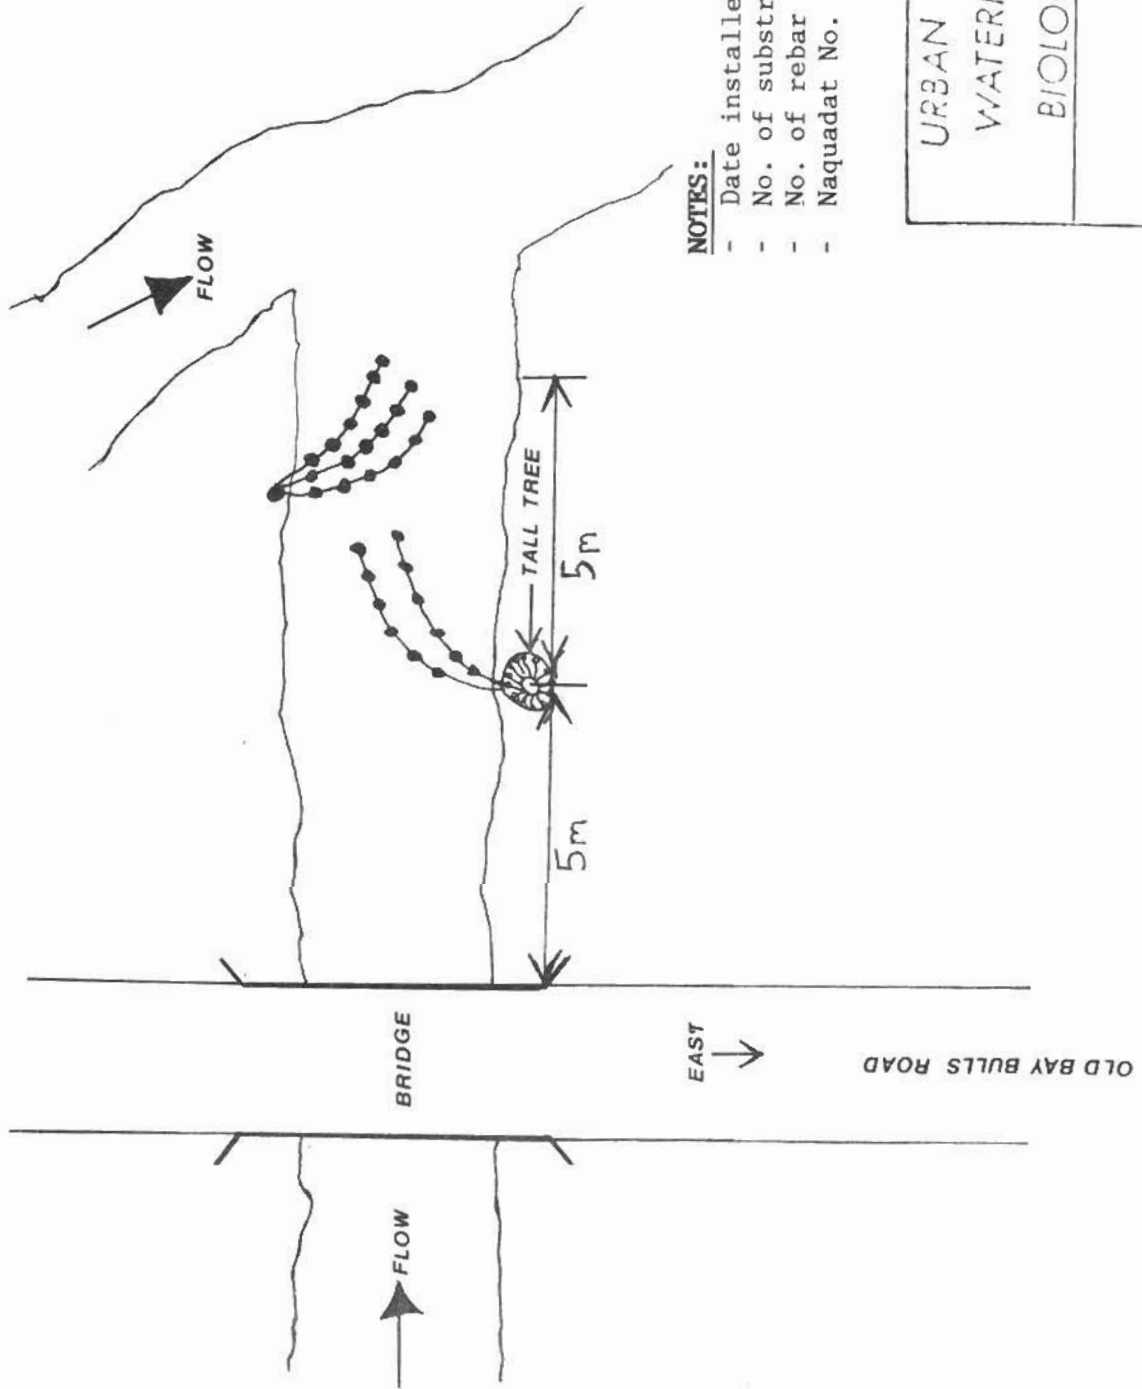 FLOW
FLOW
BRIDGE
EAST
OLD BAY BULLS ROAD
TALL TREE
5m
5m
NOTES:
- Date installe
- No. of substr
- No. of rebar
- Naquadat No.
URBAN
WATER
BIOLO